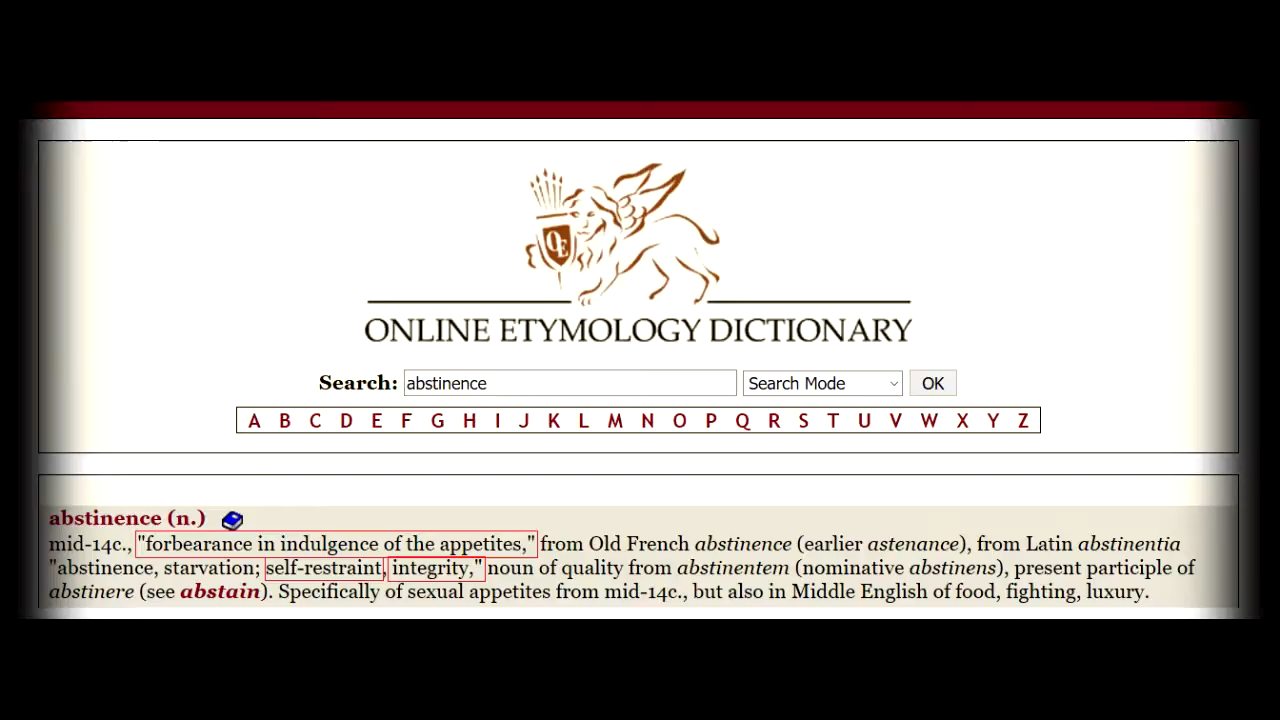 OE
ONLINE ETYMOLOGY DICTIONARY
Search: abstinence Search Mode OK
A B C D E F G H I J K L M N O P Q R S T U V W X Y Z
abstinence (n.)
mid-14c., "forbearance in indulgence of the appetites," from Old French abstinence (earlier astenance), from Latin abstinentia
"abstinence, starvation; self-restraint, integrity," noun of quality from abstinentem (nominative abstinens), present participle of
abstinere (see abstain). Specifically of sexual appetites from mid-14c., but also in Middle English of food, fighting, luxury.